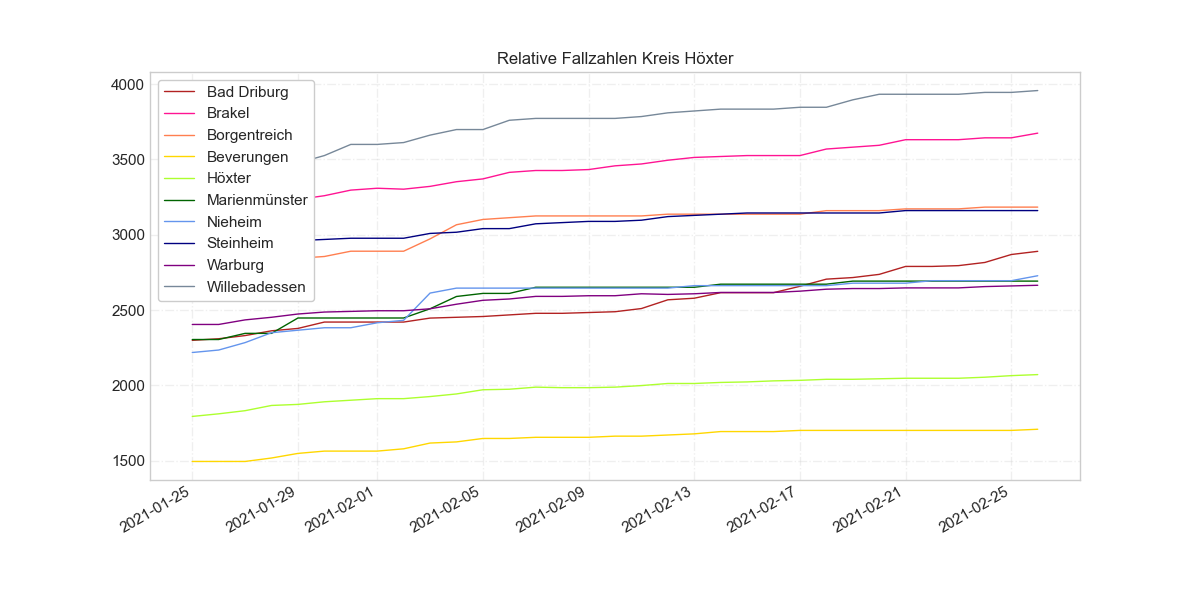 Relative Fallzahlen Kreis Höxter
4000
3500
3000
2500
2000
1500
Bad Driburg
Brakel
Borgentreich
Beverungen
Höxter
Marienmünster
Nieheim
Steinheim
Warburg
Willebadessen
2021-01-25
2021-01-29
2021-02-01
2021-02-05
2021-02-09
2021-02-13
2021-02-17
2021-02-21
2021-02-25